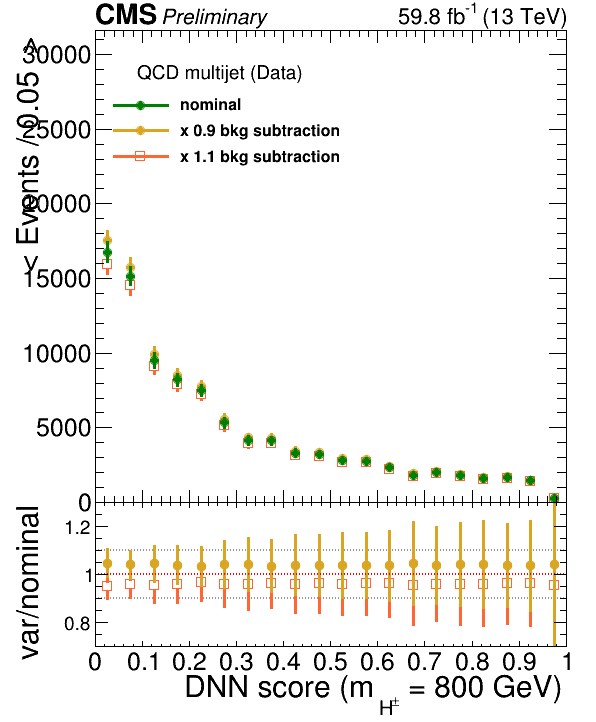 CMS Preliminary 59.8 fb⁻¹ (13 TeV)
< Events / 0.05 >
30000
25000
20000
15000
10000
5000
0
QCD multijet (Data)
nominal
x 0.9 bkg subtraction
x 1.1 bkg subtraction
var/nominal
1.2
1
0.8
0 0.1 0.2 0.3 0.4 0.5 0.6 0.7 0.8 0.9 1
DNN score (m_H± = 800 GeV)